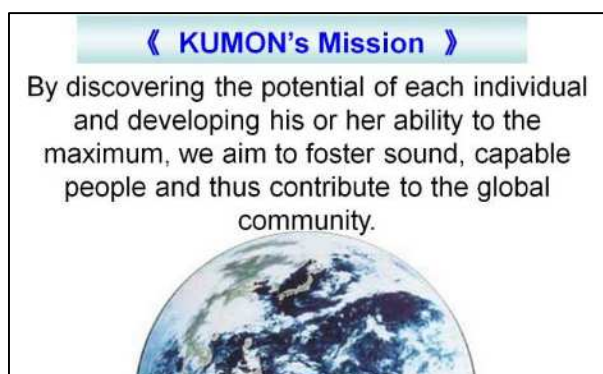 《 KUMON's Mission 》
By discovering the potential of each individual
and developing his or her ability to the
maximum, we aim to foster sound, capable
people and thus contribute to the global
community.